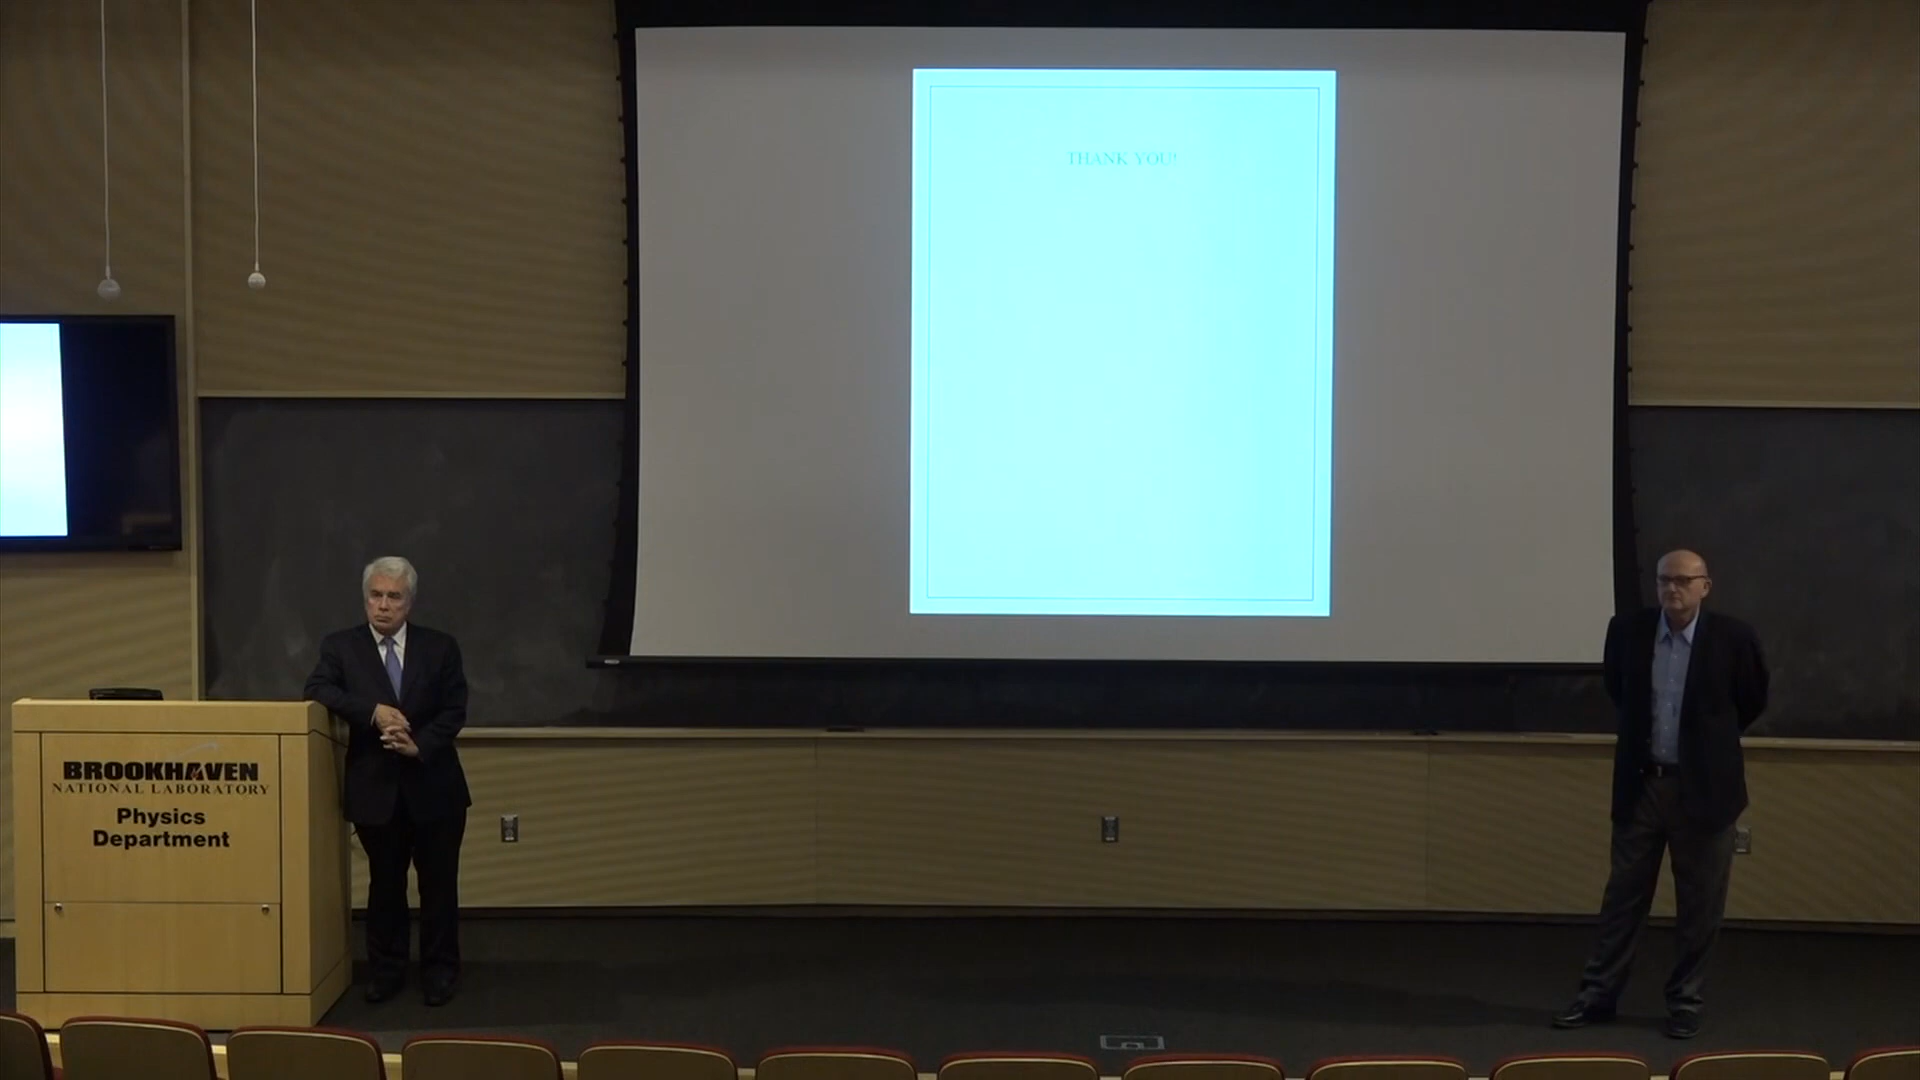 THANK YOU!
BROOKHAVEN
NATIONAL LABORATORY
Physics
Department